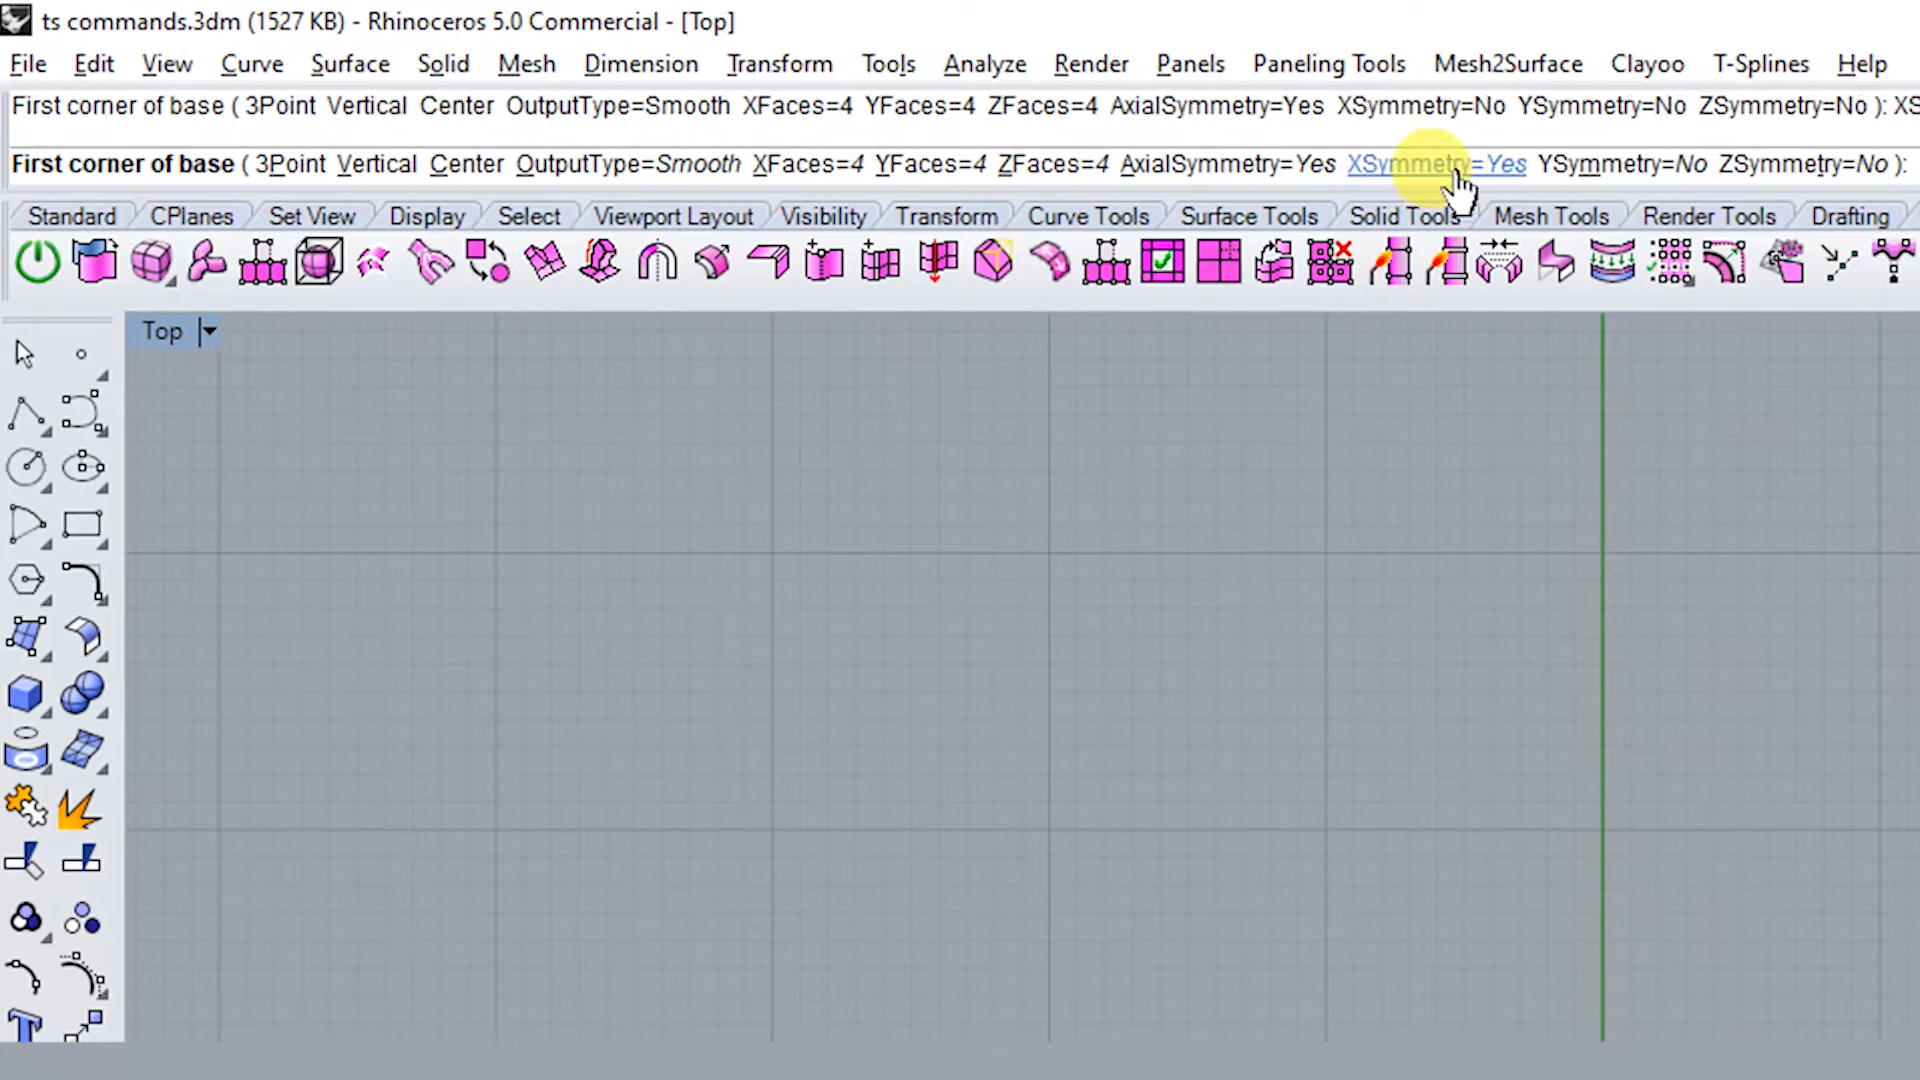 ts commands.3dm (1527 KB) - Rhinoceros 5.0 Commercial - [Top]
File Edit View Curve Surface Solid Mesh Dimension Transform Tools Analyze Render Panels Paneling Tools Mesh2Surface Clayoo T-Splines Help
First corner of base ( 3Point Vertical Center OutputType=Smooth XFaces=4 YFaces=4 ZFaces=4 AxialSymmetry=Yes XSymmetry=No YSymmetry=No ZSymmetry=No ): XS
First corner of base ( 3Point Vertical Center OutputType=Smooth XFaces=4 YFaces=4 ZFaces=4 AxialSymmetry=Yes XSymmetry=Yes YSymmetry=No ZSymmetry=No ):
Standard CPlanes Set View Display Select Viewport Layout Visibility Transform Curve Tools Surface Tools Solid Tools Mesh Tools Render Tools Drafting
Top